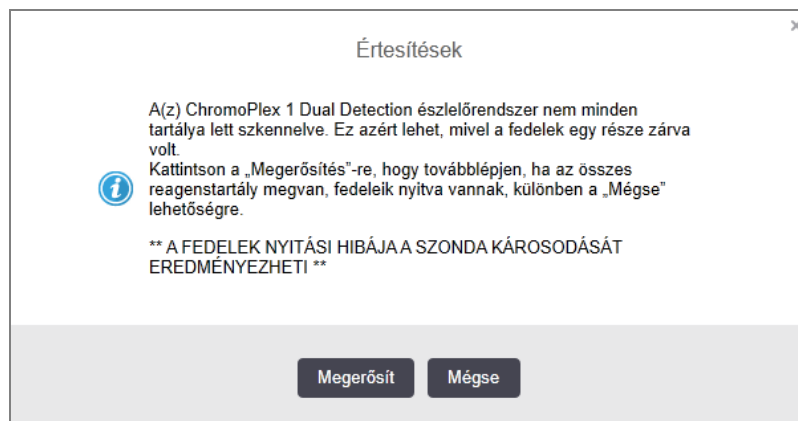 Értesítések
A(z) ChromoPlex 1 Dual Detection észlelőrendszer nem minden
tartálya lett szkennelve. Ez azért lehet, mivel a fedelek egy része zárva
volt.
Kattintson a „Megerősítés”-re, hogy továbblépjen, ha az összes
reagenstartály megvan, fedeleik nyitva vannak, különben a „Mégse”
lehetőségre.
** A FEDELEK NYITÁSI HIBÁJA A SZONDA KÁROSODÁSÁT
EREDMÉNYEZHETI **
Megerősít Mégse